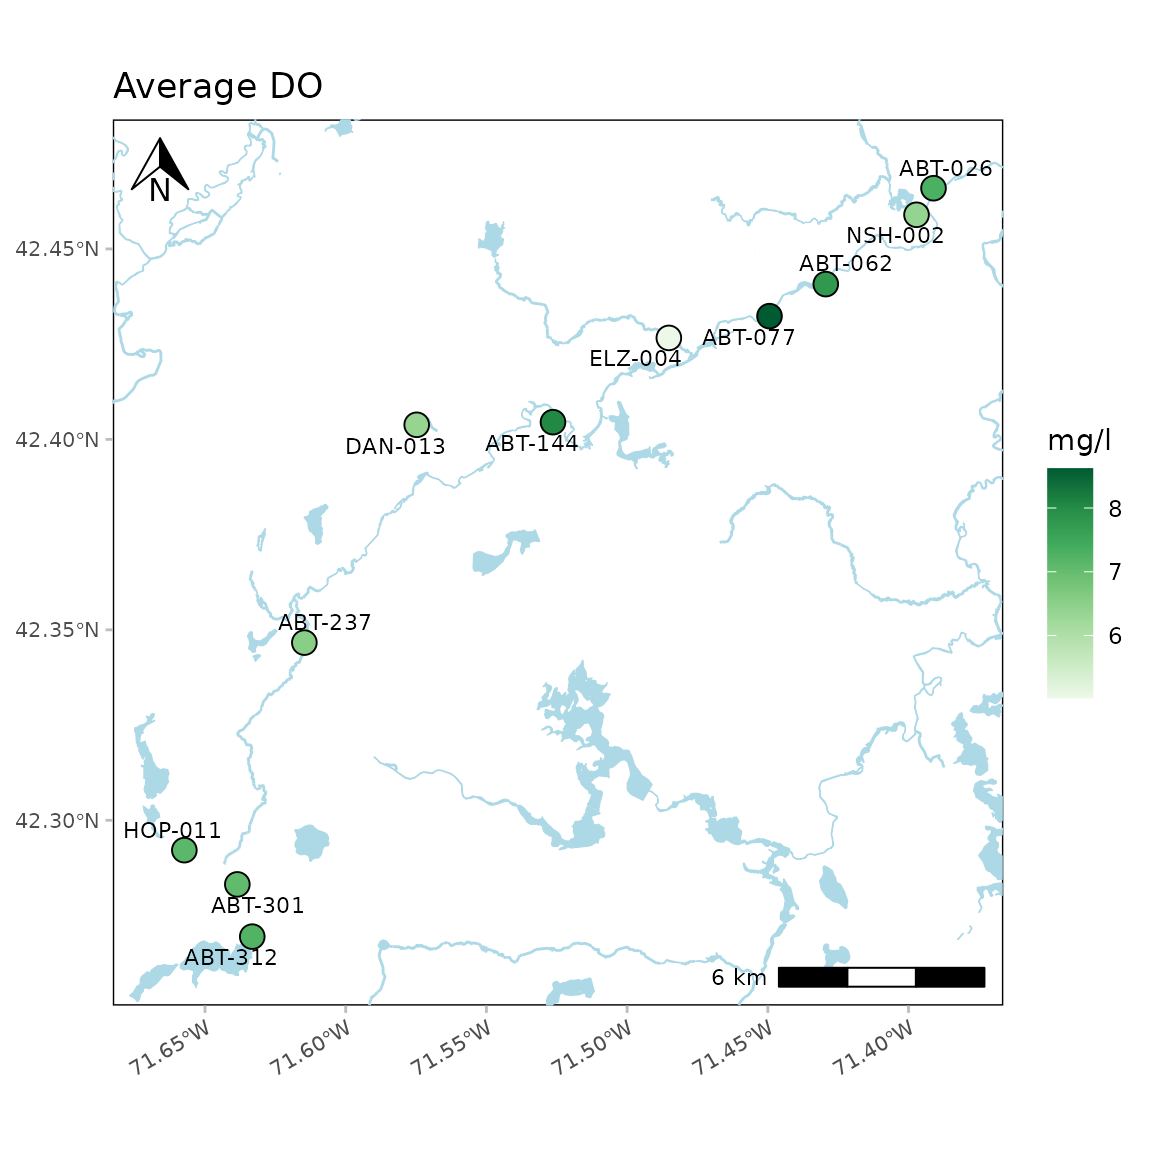 Average DO
N
ABT-026
NSH-002
ABT-062
ABT-077
ELZ-004
DAN-013
ABT-144
ABT-237
HOP-011
ABT-301
ABT-312
6 km
42.45°N
42.40°N
42.35°N
42.30°N
71.65°W
71.60°W
71.55°W
71.50°W
71.45°W
71.40°W
mg/l
8
7
6